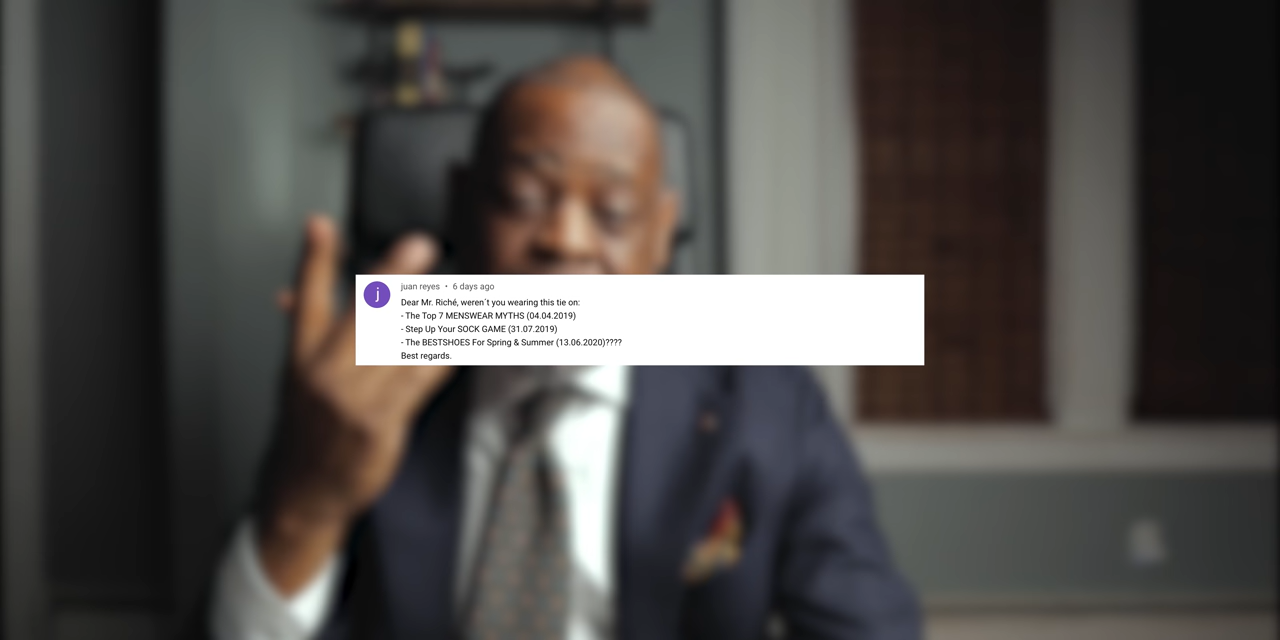 j
juan reyes • 6 days ago
Dear Mr. Riché, weren´t you wearing this tie on:
- The Top 7 MENSWEAR MYTHS (04.04.2019)
- Step Up Your SOCK GAME (31.07.2019)
- The BESTSHOES For Spring & Summer (13.06.2020)????
Best regards.